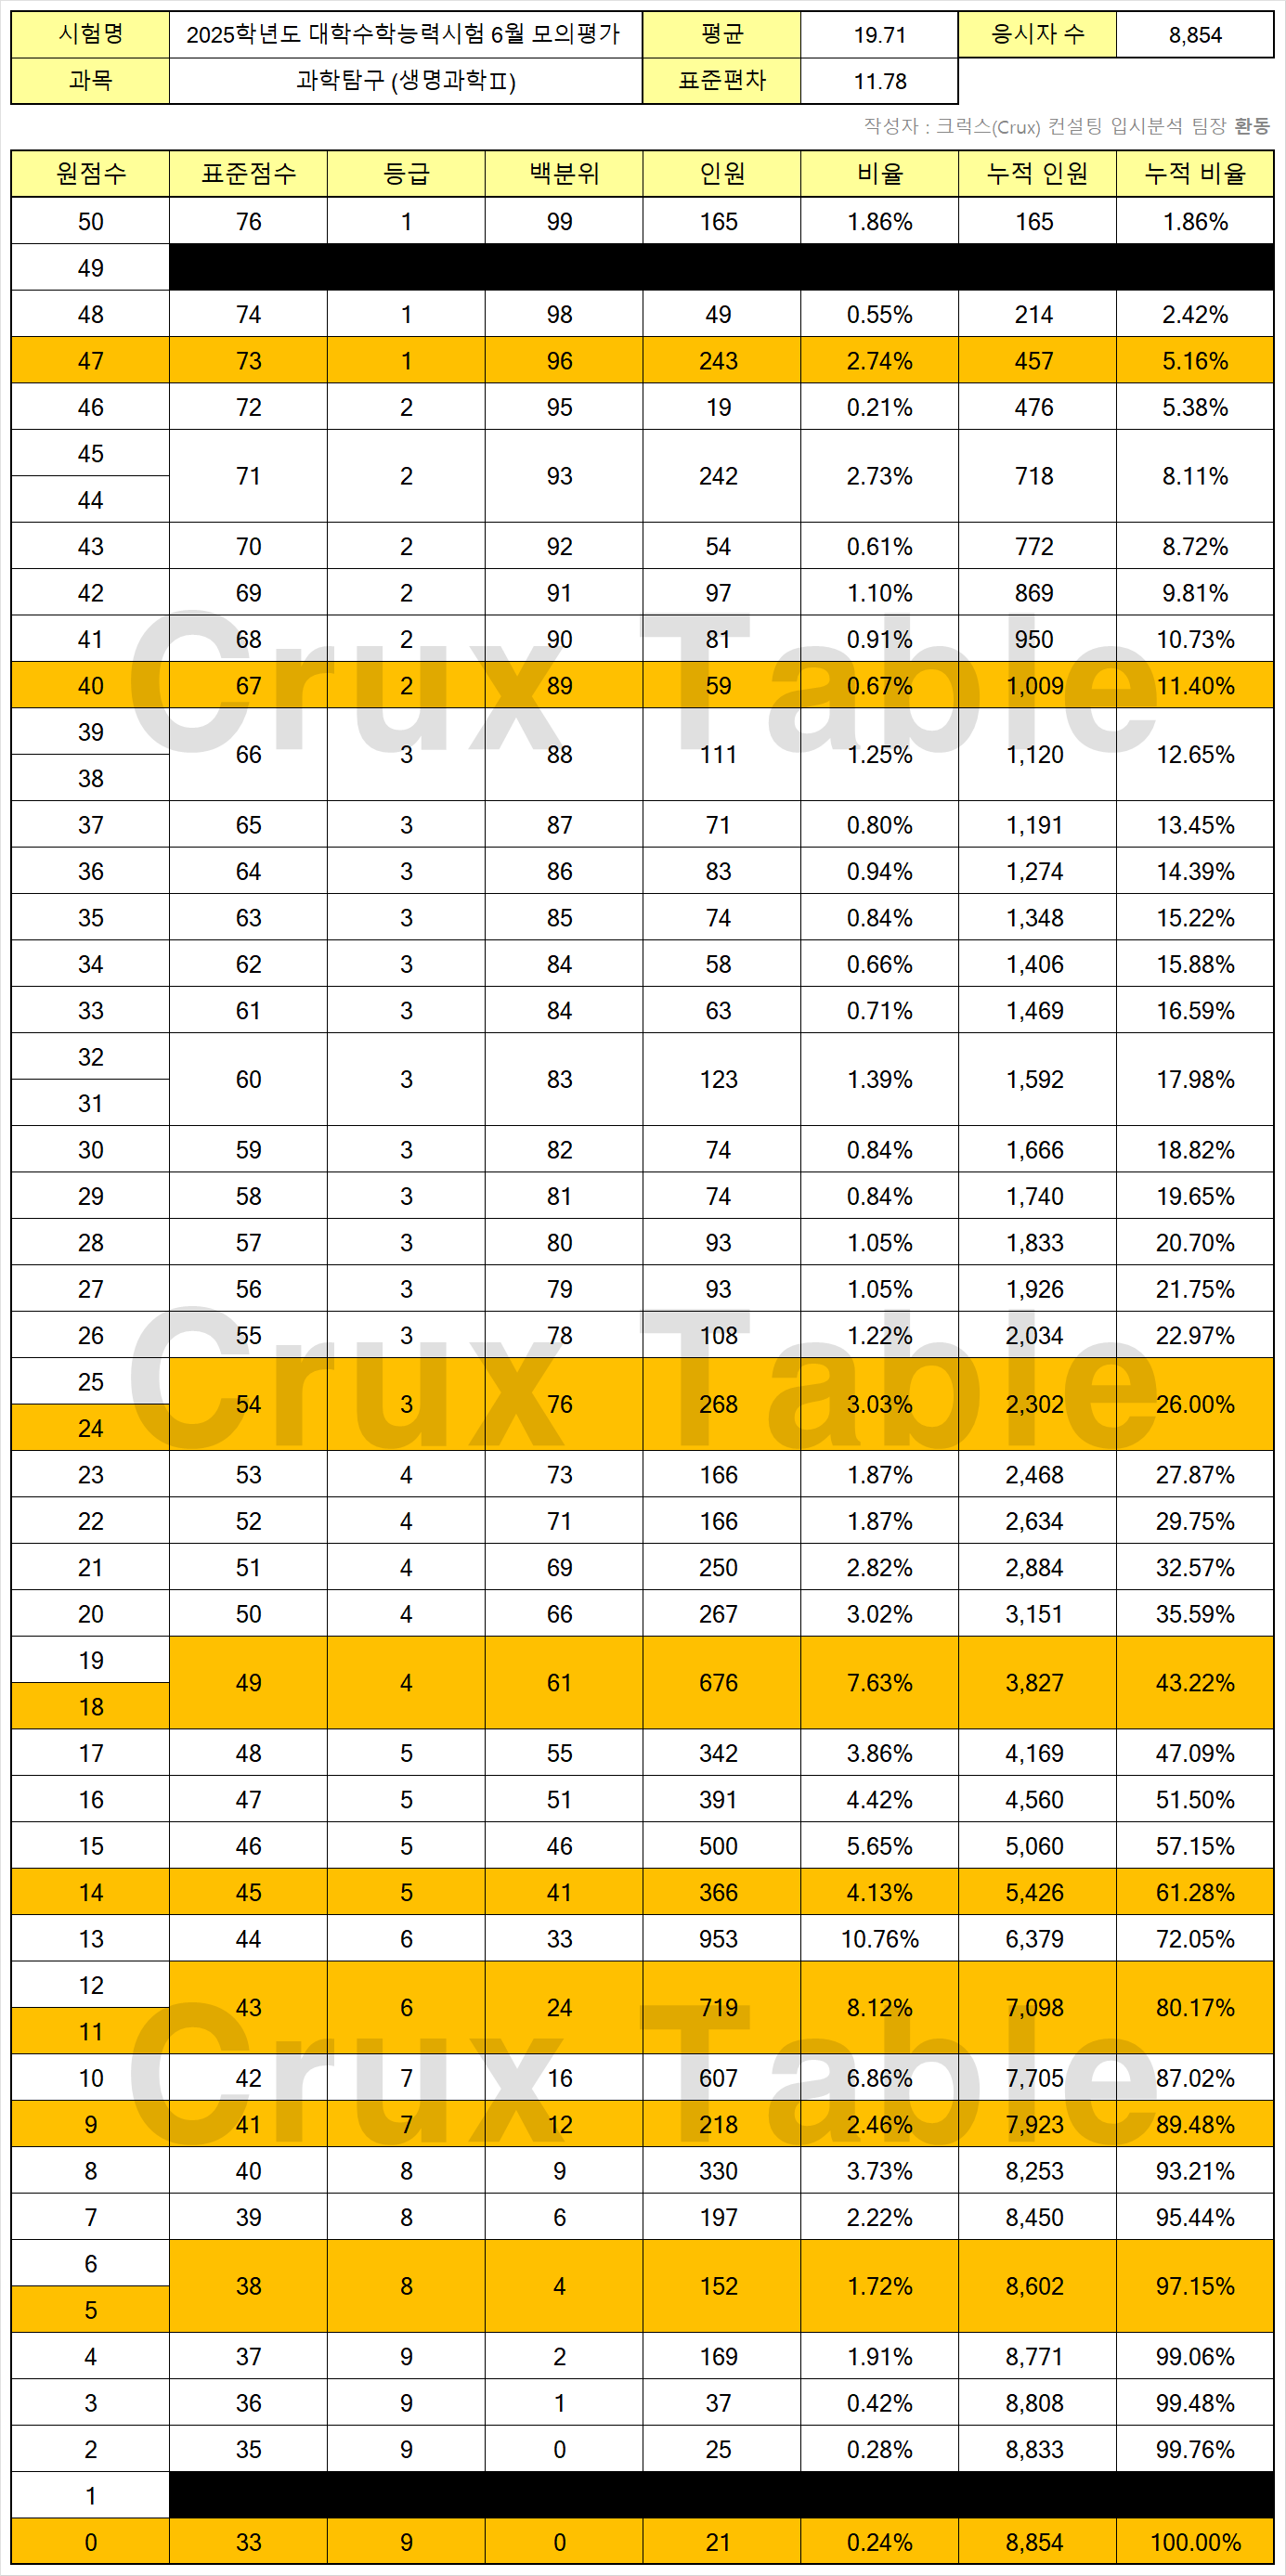 시험명 2025학년도 대학수학능력시험 6월 모의평가 평균 19.71 응시자 수 8,854
과목 과학탐구 (생명과학Ⅱ) 표준편차 11.78
작성자 : 크럭스(Crux) 컨설팅 입시분석 팀장 환동
원점수 표준점수 등급 백분위 인원 비율 누적 인원 누적 비율
50 76 1 99 165 1.86% 165 1.86%
49
48 74 1 98 49 0.55% 214 2.42%
47 73 1 96 243 2.74% 457 5.16%
46 72 2 95 19 0.21% 476 5.38%
45
71 2 93 242 2.73% 718 8.11%
44
43 70 2 92 54 0.61% 772 8.72%
42 69 2 91 97 1.10% 869 9.81%
41 68 2 90 81 0.91% 950 10.73%
40 67 2 89 59 0.67% 1,009 11.40%
Crux Table
39
66 3 88 111 1.25% 1,120 12.65%
38
37 65 3 87 71 0.80% 1,191 13.45%
36 64 3 86 83 0.94% 1,274 14.39%
35 63 3 85 74 0.84% 1,348 15.22%
34 62 3 84 58 0.66% 1,406 15.88%
33 61 3 84 63 0.71% 1,469 16.59%
32
60 3 83 123 1.39% 1,592 17.98%
31
30 59 3 82 74 0.84% 1,666 18.82%
29 58 3 81 74 0.84% 1,740 19.65%
28 57 3 80 93 1.05% 1,833 20.70%
27 56 3 79 93 1.05% 1,926 21.75%
26 55 3 78 108 1.22% 2,034 22.97%
Crux Table
25
54 3 76 268 3.03% 2,302 26.00%
24
23 53 4 73 166 1.87% 2,468 27.87%
22 52 4 71 166 1.87% 2,634 29.75%
21 51 4 69 250 2.82% 2,884 32.57%
20 50 4 66 267 3.02% 3,151 35.59%
19
49 4 61 676 7.63% 3,827 43.22%
18
17 48 5 55 342 3.86% 4,169 47.09%
16 47 5 51 391 4.42% 4,560 51.50%
15 46 5 46 500 5.65% 5,060 57.15%
14 45 5 41 366 4.13% 5,426 61.28%
13 44 6 33 953 10.76% 6,379 72.05%
12
43 6 24 719 8.12% 7,098 80.17%
11
Crux Table
10 42 7 16 607 6.86% 7,705 87.02%
9 41 7 12 218 2.46% 7,923 89.48%
8 40 8 9 330 3.73% 8,253 93.21%
7 39 8 6 197 2.22% 8,450 95.44%
6
38 8 4 152 1.72% 8,602 97.15%
5
4 37 9 2 169 1.91% 8,771 99.06%
3 36 9 1 37 0.42% 8,808 99.48%
2 35 9 0 25 0.28% 8,833 99.76%
1
0 33 9 0 21 0.24% 8,854 100.00%